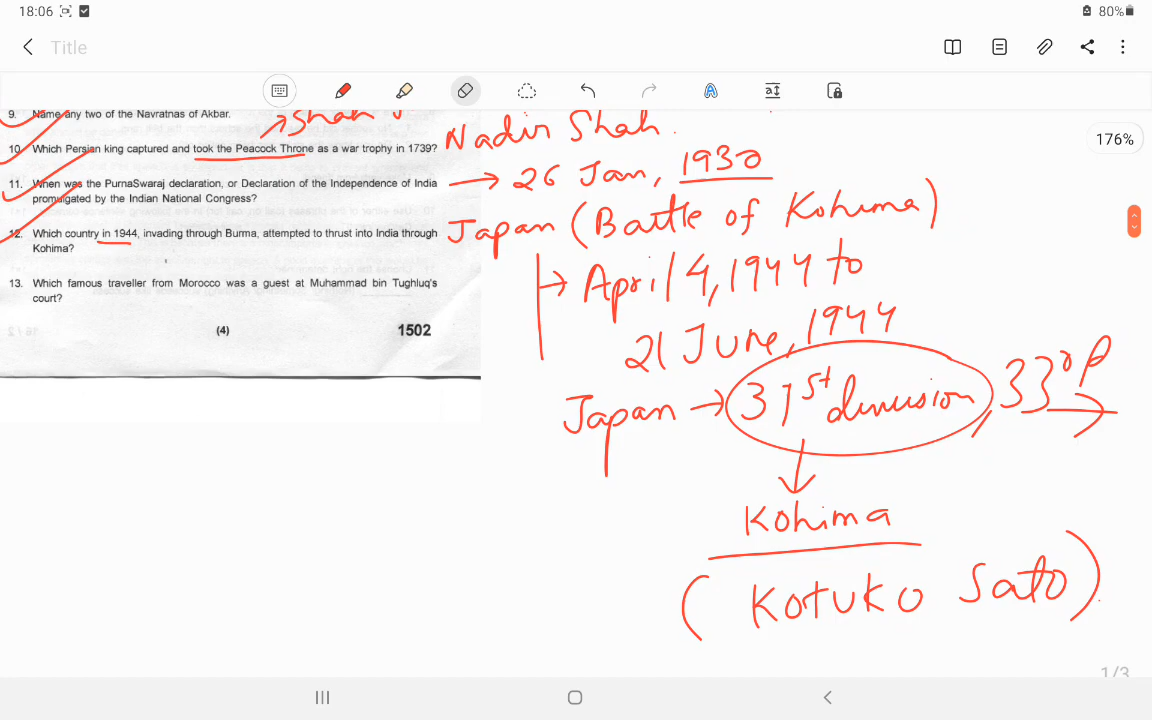 18:06
80%
Title
176%
9. Name any two of the Navratnas of Akbar.
Shah J
10. Which Persian king captured and took the Peacock Throne as a war trophy in 1739?
Nadir Shah.
11. When was the PurnaSwaraj declaration, or Declaration of the Independence of India
promulgated by the Indian National Congress?
26 Jan, 1930
12. Which country in 1944, invading through Burma, attempted to thrust into India through
Kohima?
Japan (Battle of Kohima)
April 4, 1944 to
21 June, 1944
13. Which famous traveller from Morocco was a guest at Muhammad bin Tughluq's
court?
(4) 1502
Japan → 31st division, 33rd
Kohima
(Kotuko Sato).
1/3